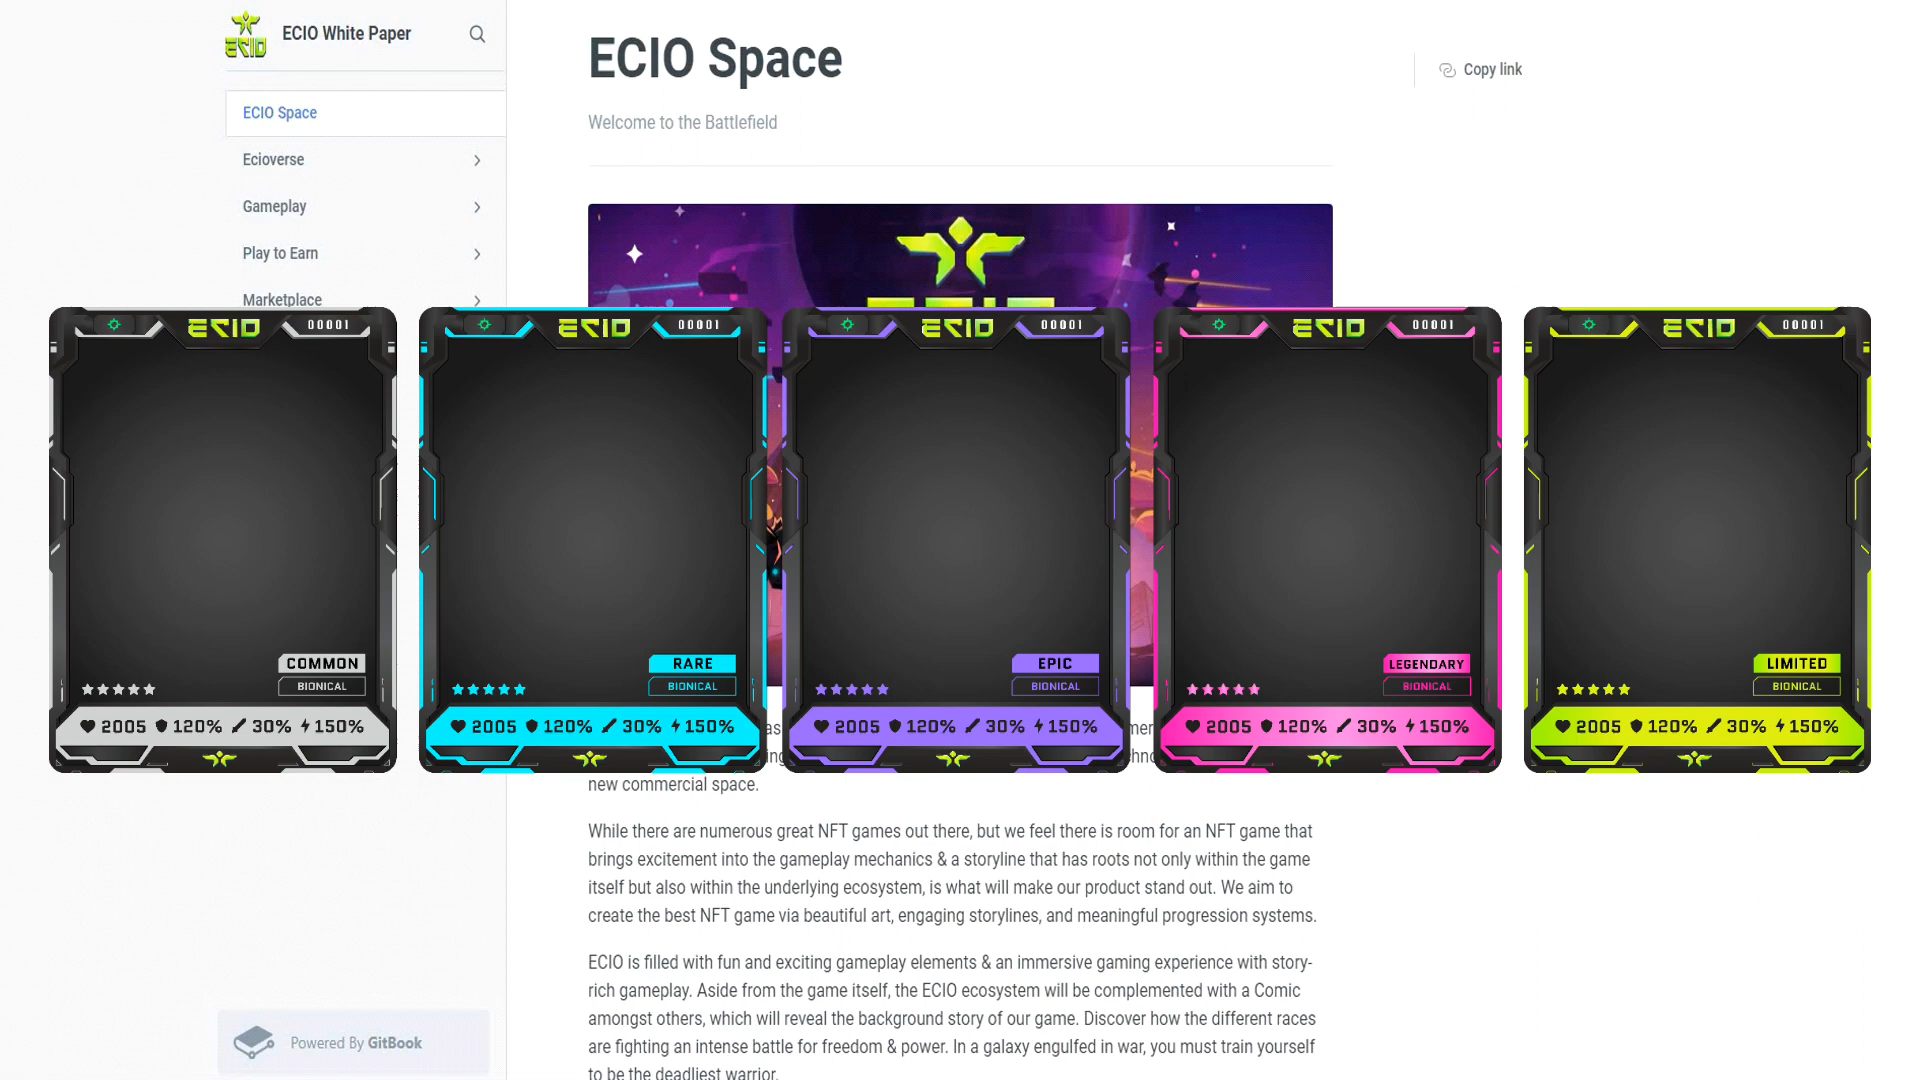 ECIO
ECIO White Paper
ECIO Space
Ecioverse
Gameplay
Play to Earn
Marketplace
Powered By GitBook
ECIO Space
Copy link
Welcome to the Battlefield
ECIO
00001
COMMON
BIONICAL
2005 120% 30% 150%
ECIO
00001
RARE
BIONICAL
2005 120% 30% 150%
ECIO
00001
EPIC
BIONICAL
2005 120% 30% 150%
ECIO
00001
LEGENDARY
BIONICAL
2005 120% 30% 150%
ECIO
00001
LIMITED
BIONICAL
2005 120% 30% 150%
new commercial space.
While there are numerous great NFT games out there, but we feel there is room for an NFT game that
brings excitement into the gameplay mechanics & a storyline that has roots not only within the game
itself but also within the underlying ecosystem, is what will make our product stand out. We aim to
create the best NFT game via beautiful art, engaging storylines, and meaningful progression systems.
ECIO is filled with fun and exciting gameplay elements & an immersive gaming experience with story-
rich gameplay. Aside from the game itself, the ECIO ecosystem will be complemented with a Comic
amongst others, which will reveal the background story of our game. Discover how the different races
are fighting an intense battle for freedom & power. In a galaxy engulfed in war, you must train yourself
to be the deadliest warrior.